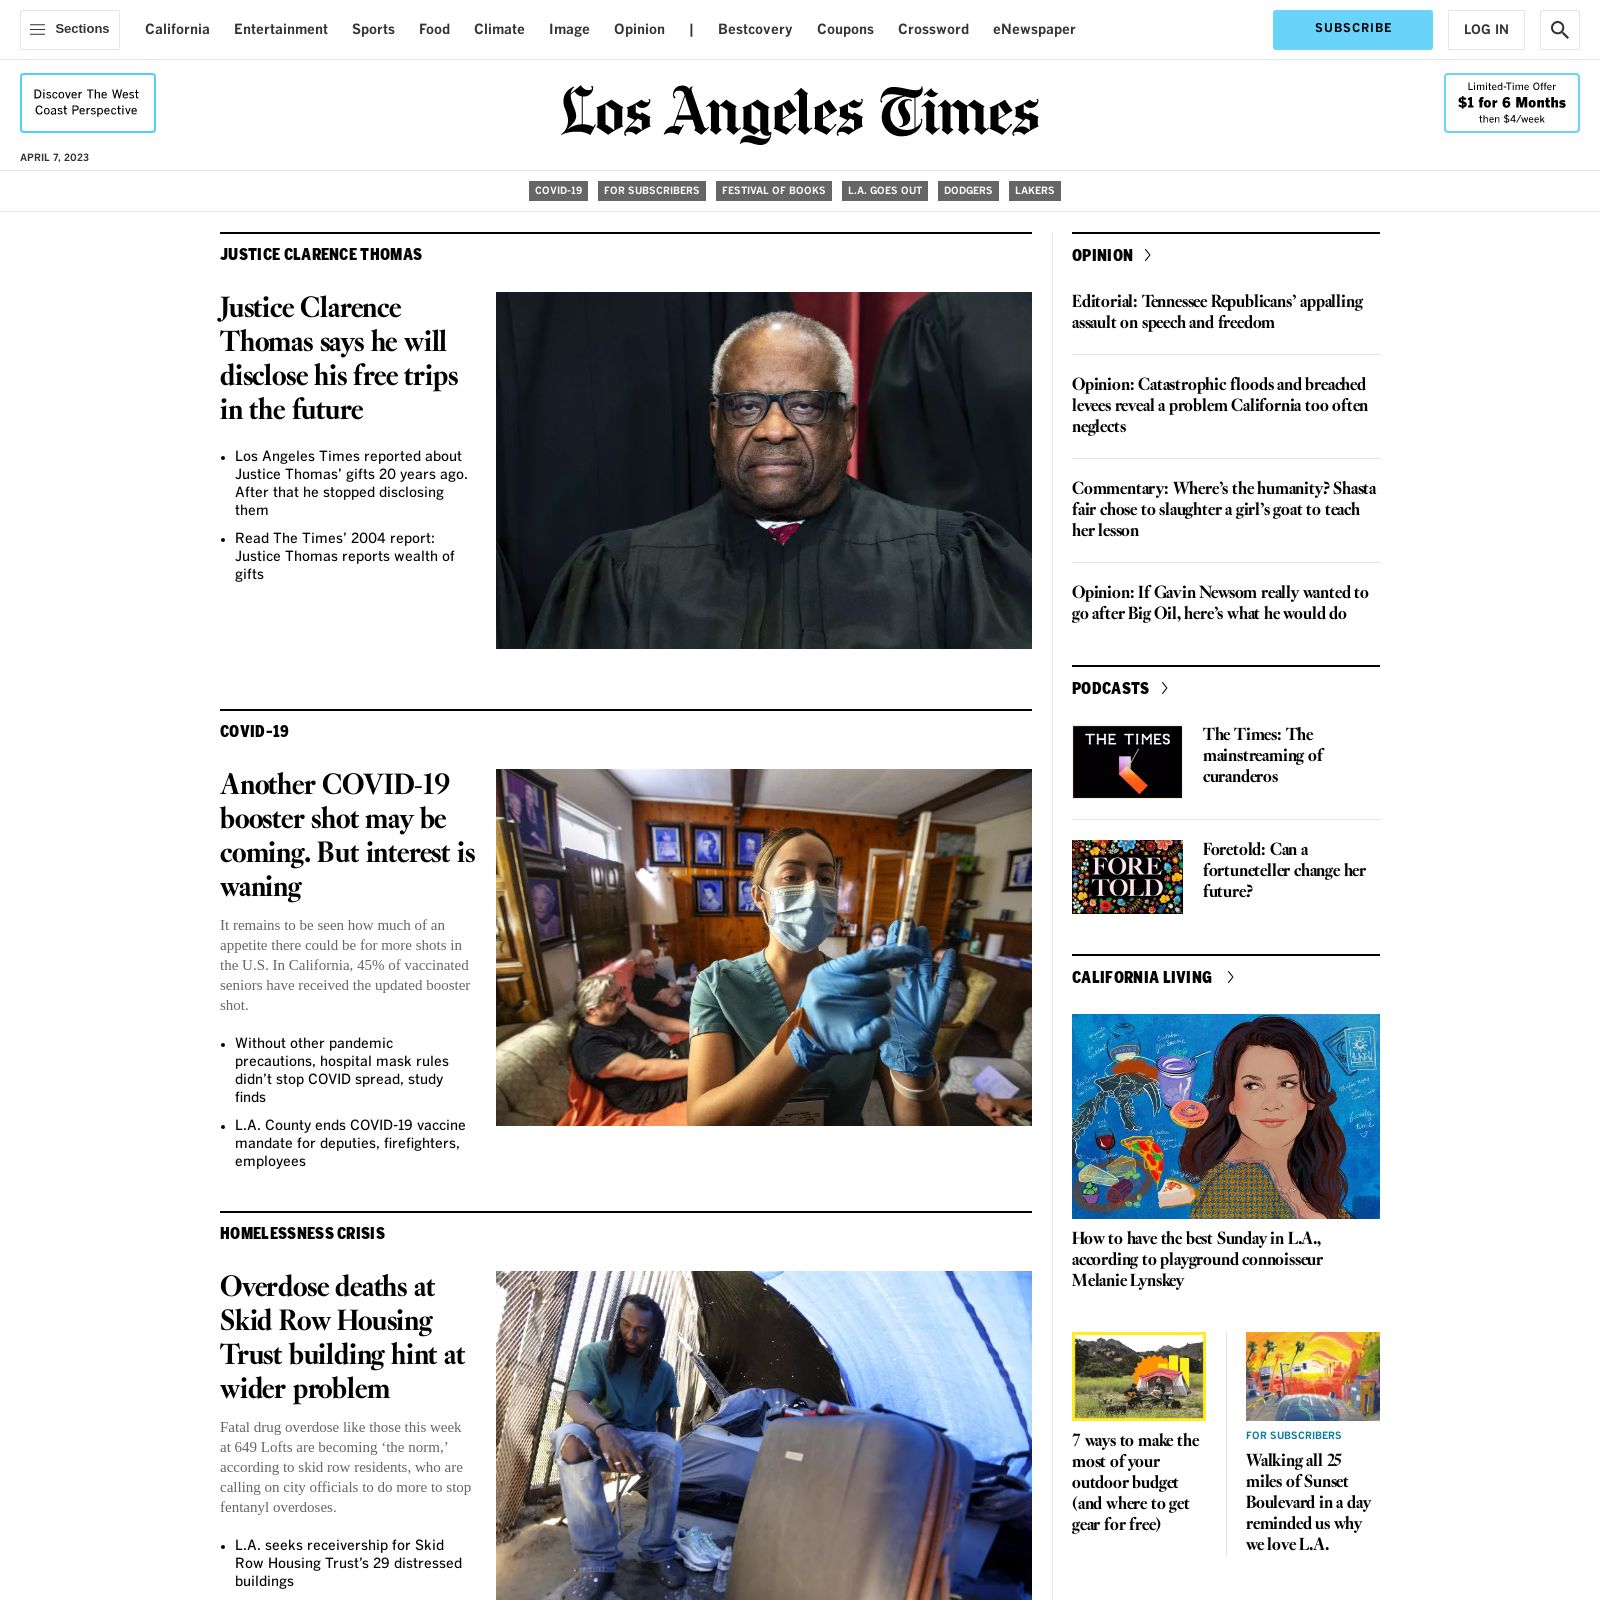 Sections
California
Entertainment
Sports
Food
Climate
Image
Opinion
|
Bestcovery
Coupons
Crossword
eNewspaper
SUBSCRIBE
LOG IN
Discover The West
Coast Perspective
Los Angeles Times
Limited-Time Offer
$1 for 6 Months
then $4/week
APRIL 7, 2023
COVID-19
FOR SUBSCRIBERS
FESTIVAL OF BOOKS
L.A. GOES OUT
DODGERS
LAKERS
JUSTICE CLARENCE THOMAS
Justice Clarence
Thomas says he will
disclose his free trips
in the future
• Los Angeles Times reported about
Justice Thomas’ gifts 20 years ago.
After that he stopped disclosing
them
• Read The Times’ 2004 report:
Justice Thomas reports wealth of
gifts
COVID-19
Another COVID-19
booster shot may be
coming. But interest is
waning
It remains to be seen how much of an
appetite there could be for more shots in
the U.S. In California, 45% of vaccinated
seniors have received the updated booster
shot.
• Without other pandemic
precautions, hospital mask rules
didn’t stop COVID spread, study
finds
• L.A. County ends COVID-19 vaccine
mandate for deputies, firefighters,
employees
HOMELESSNESS CRISIS
Overdose deaths at
Skid Row Housing
Trust building hint at
wider problem
Fatal drug overdose like those this week
at 649 Lofts are becoming ‘the norm,’
according to skid row residents, who are
calling on city officials to do more to stop
fentanyl overdoses.
• L.A. seeks receivership for Skid
Row Housing Trust’s 29 distressed
buildings
OPINION
Editorial: Tennessee Republicans’ appalling
assault on speech and freedom
Opinion: Catastrophic floods and breached
levees reveal a problem California too often
neglects
Commentary: Where’s the humanity? Shasta
fair chose to slaughter a girl’s goat to teach
her lesson
Opinion: If Gavin Newsom really wanted to
go after Big Oil, here’s what he would do
PODCASTS
THE TIMES
The Times: The
mainstreaming of
curanderos
FORE
TOLD
Foretold: Can a
fortuneteller change her
future?
CALIFORNIA LIVING
How to have the best Sunday in L.A.,
according to playground connoisseur
Melanie Lynskey
7 ways to make the
most of your
outdoor budget
(and where to get
gear for free)
FOR SUBSCRIBERS
Walking all 25
miles of Sunset
Boulevard in a day
reminded us why
we love L.A.